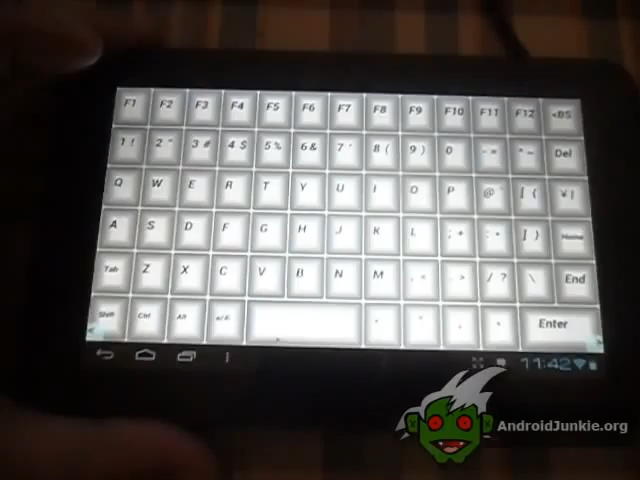 F1 F2 F3 F4 F5 F6 F7 F8 F9 F10 F11 F12 <BS
1 ! 2 " 3 # 4 $ 5 % 6 & 7 ' 8 ( 9 ) 0 Del
Q W E R T Y U I O P @ ` [ { ¥ |
A S D F G H J K L ; + : * ] } Home
Tab Z X C V B N M , < . > / ? \ End
Shift Ctrl Alt Enter
11:42
AndroidJunkie.org